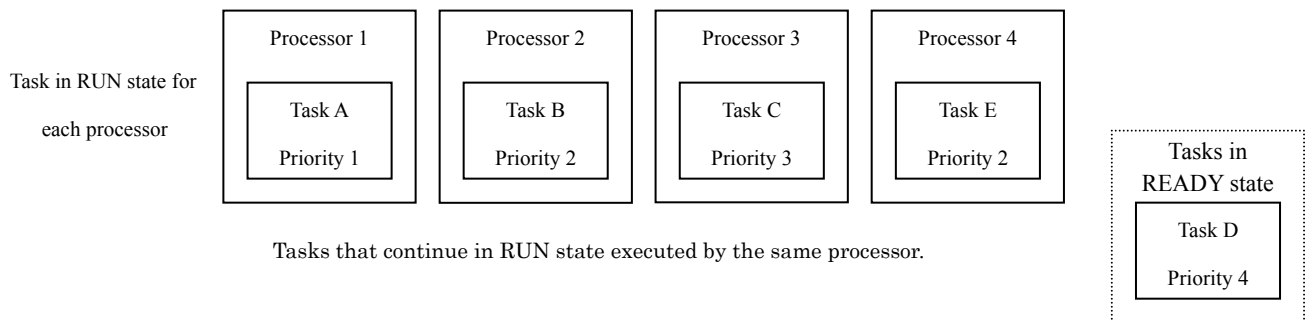 Processor 1
Processor 2
Processor 3
Processor 4
Task in RUN state for
each processor
Task A
Priority 1
Task B
Priority 2
Task C
Priority 3
Task E
Priority 2
Tasks in
READY state
Task D
Priority 4
Tasks that continue in RUN state executed by the same processor.